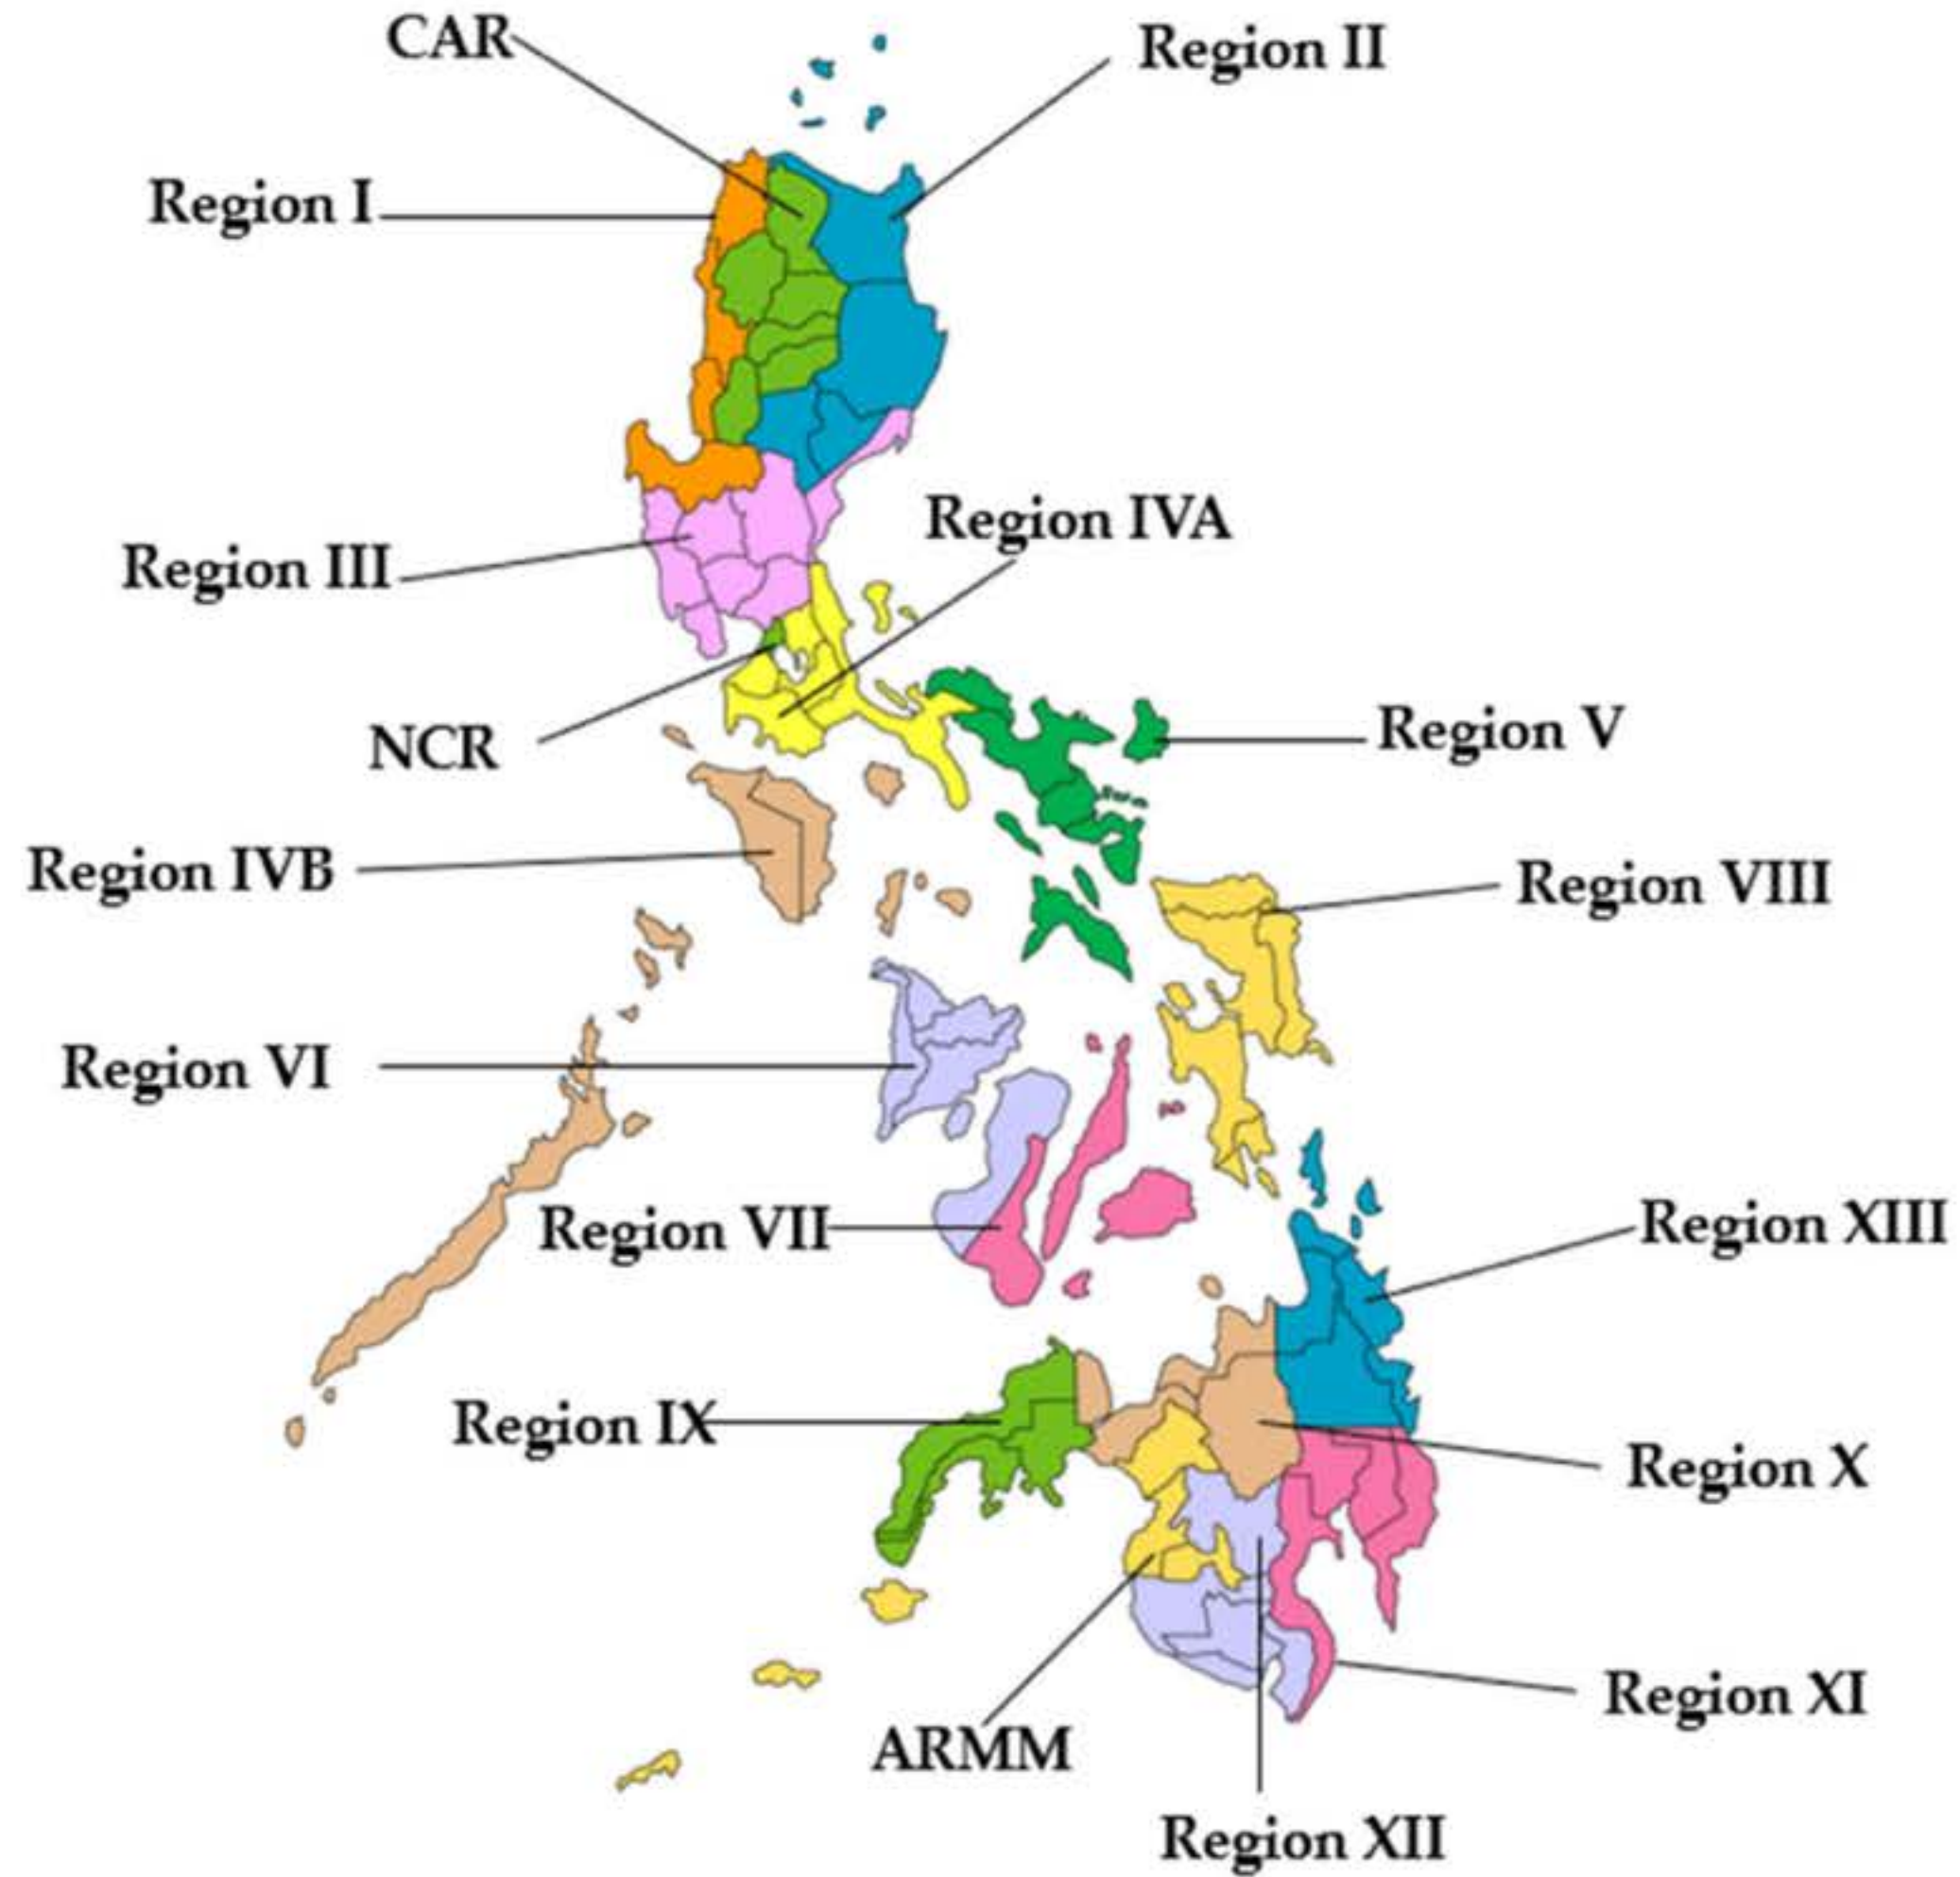 CAR
Region II
Region I
Region IVA
Region III
Region V
NCR
Region IVB
Region VIII
Region VI
Region VII
Region XIII
Region IX
Region X
Region XI
ARMM
Region XII